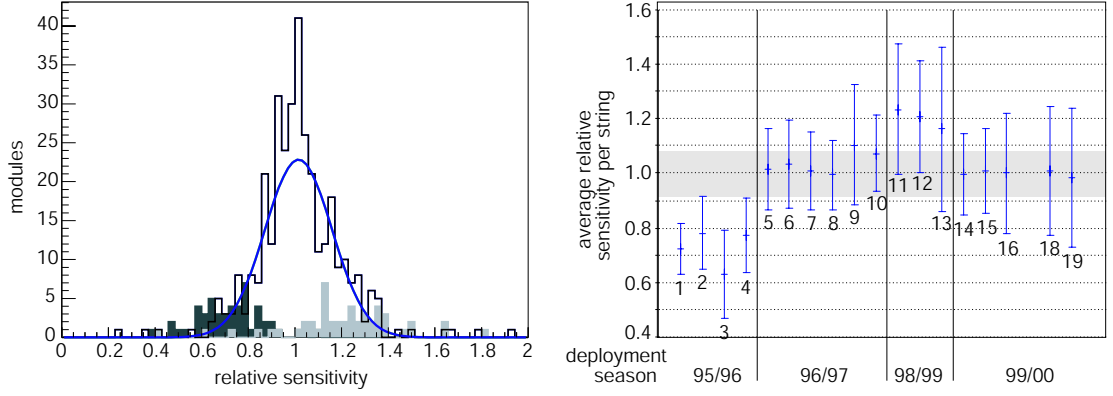 modules
40
35
30
25
20
15
10
5
0
0 0.2 0.4 0.6 0.8 1 1.2 1.4 1.6 1.8 2
relative sensitivity
average relative
sensitivity per string
1.6
1.4
1.2
1.0
0.8
0.6
0.4
1 2 3 4 5 6 7 8 9 10 11 12 13 14 15 16 18 19
deployment
season 95/96 96/97 98/99 99/00